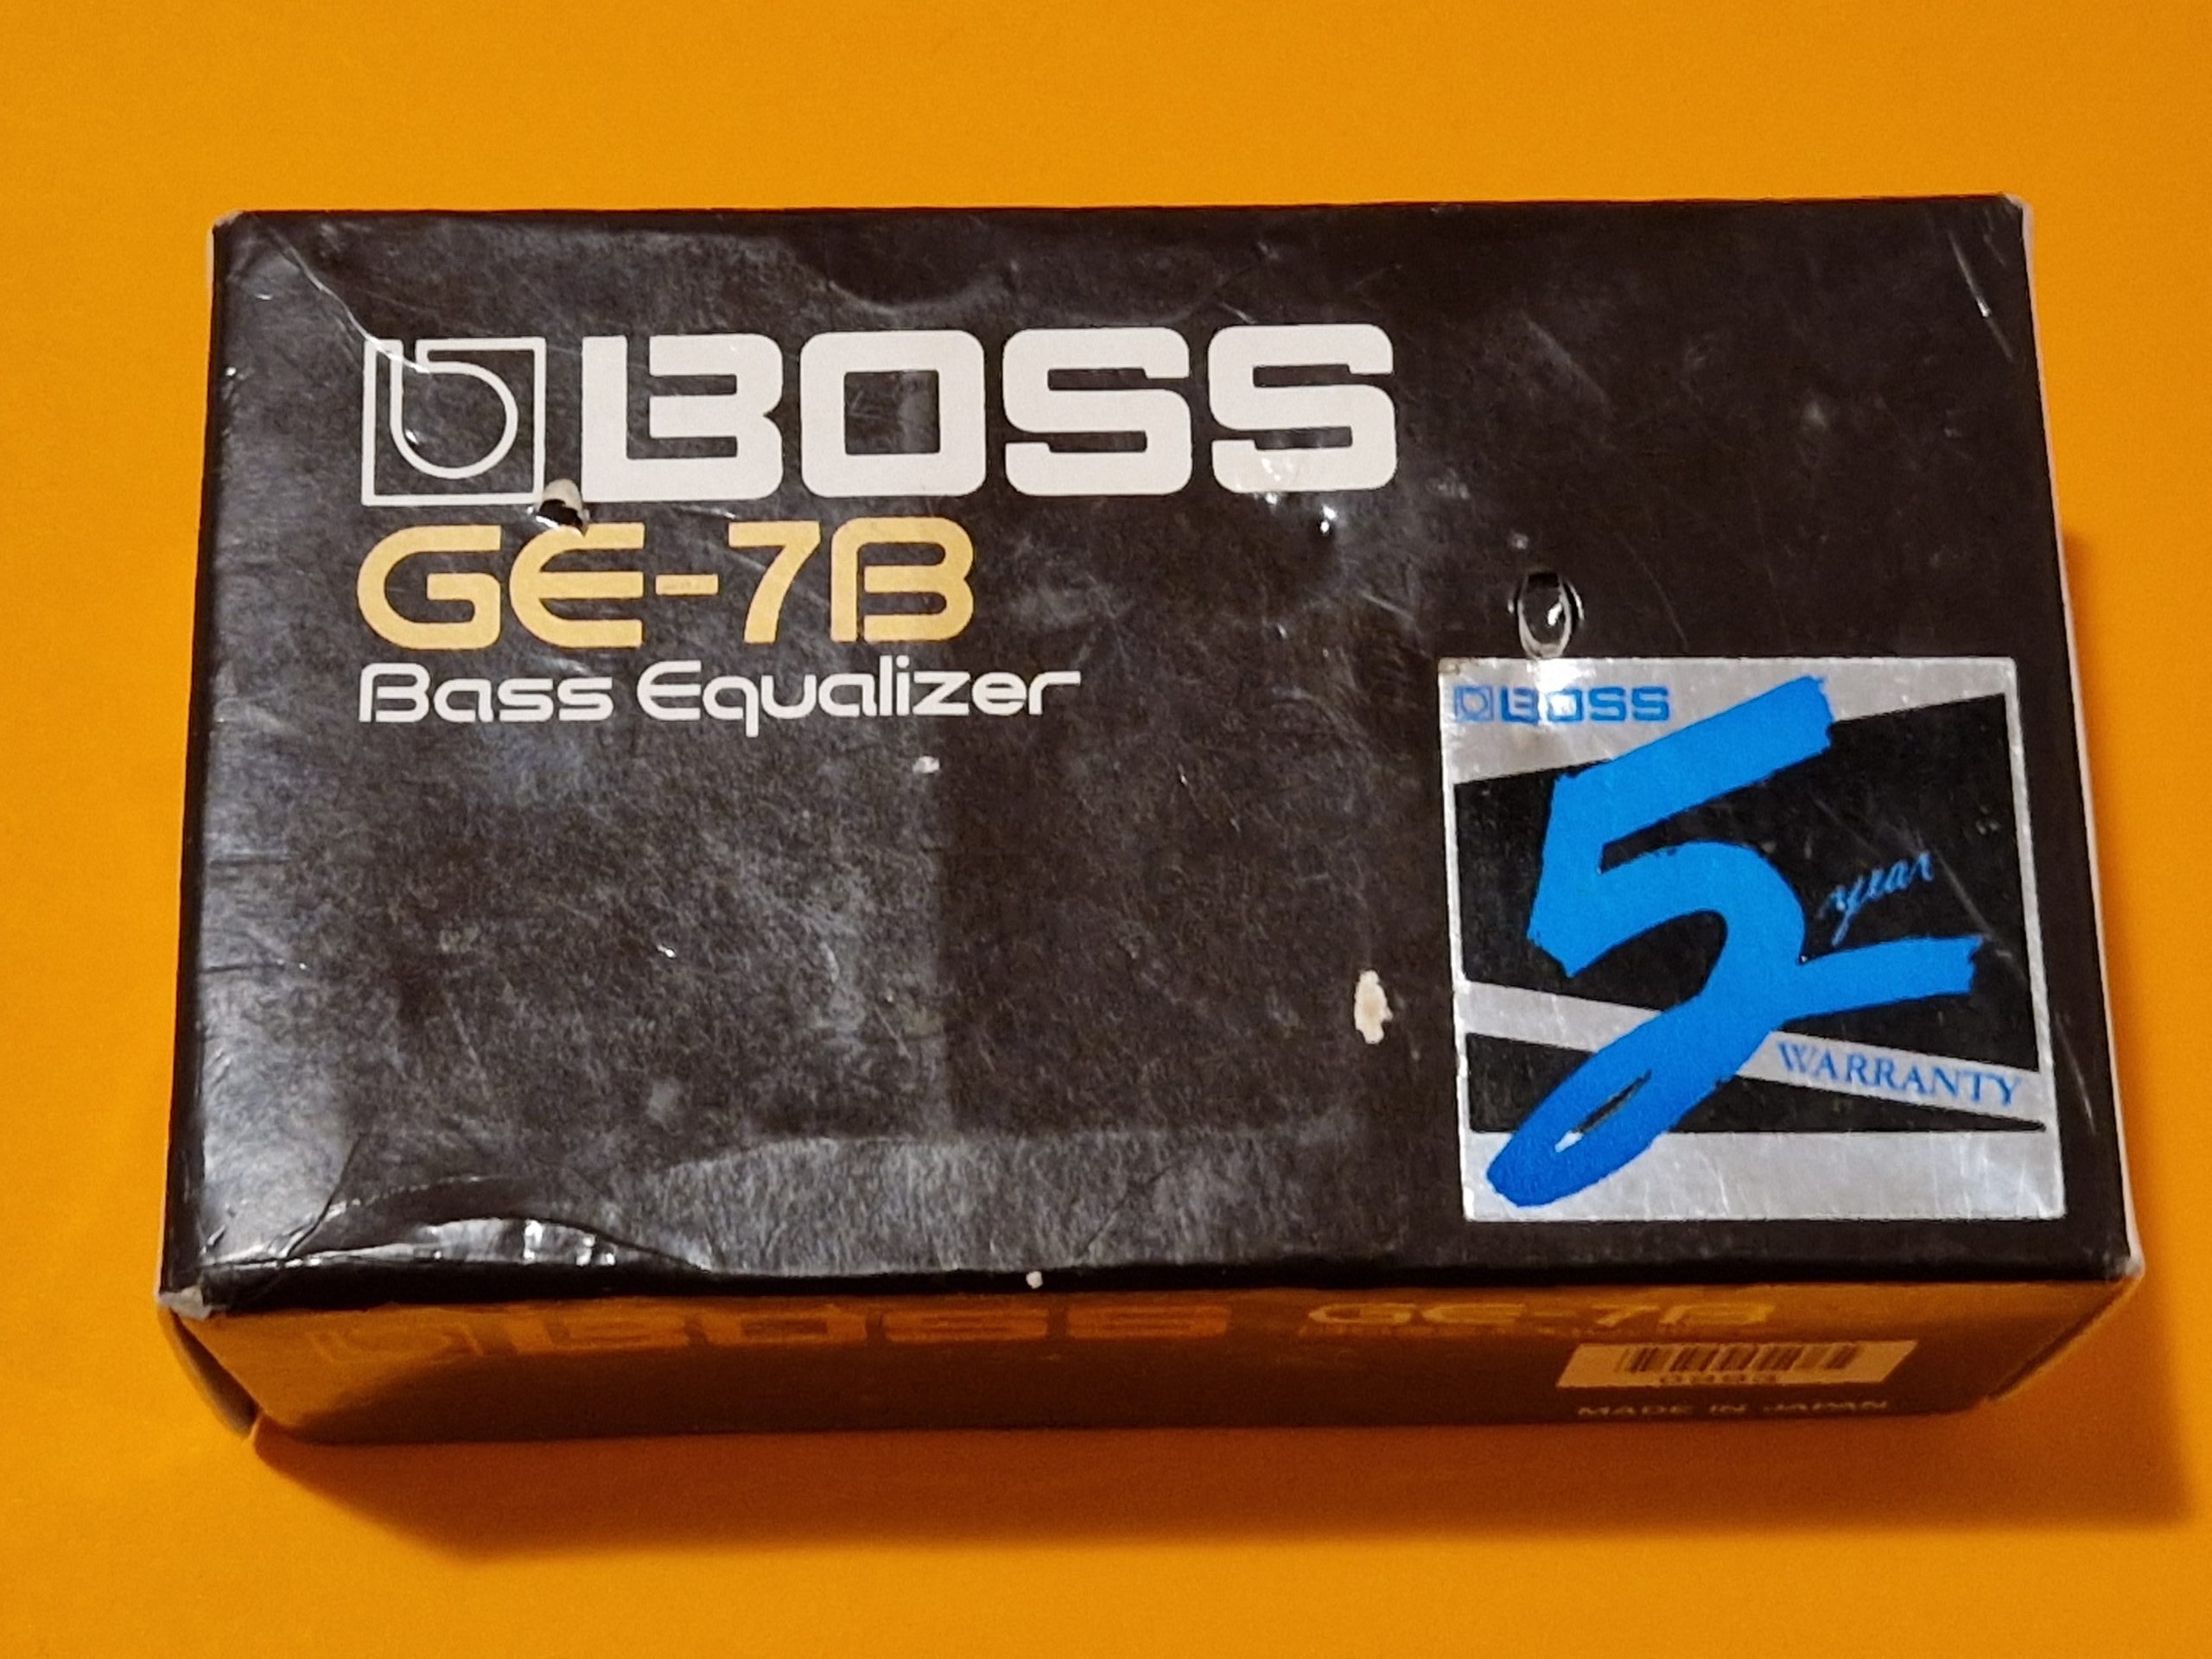 BOSS
GE-7B
Bass Equalizer
BOSS
5
year
WARRANTY
BOSS GE-7B
MADE IN JAPAN